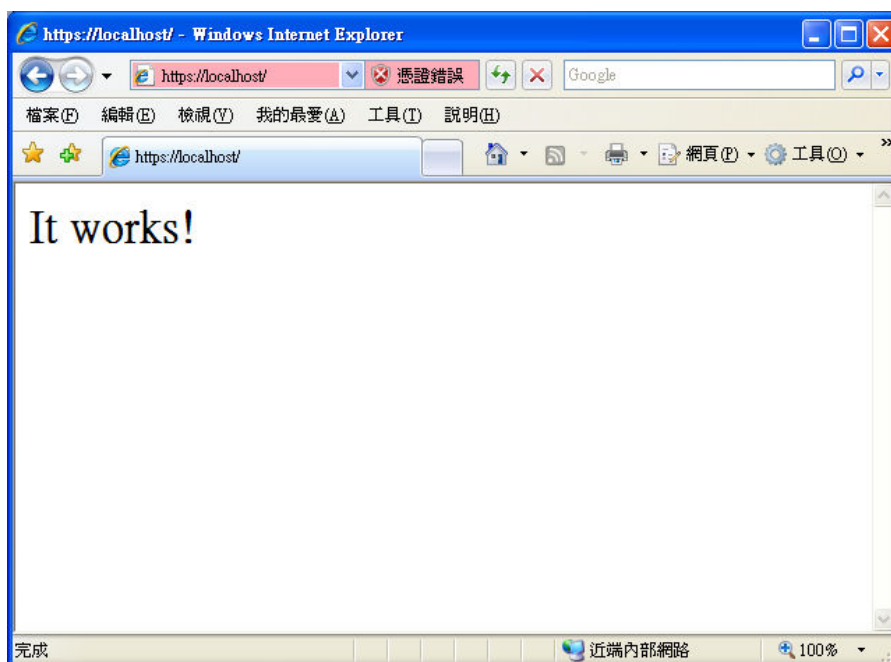 https://localhost/ - Windows Internet Explorer
https://localhost/ 憑證錯誤 Google
檔案(F) 編輯(E) 檢視(V) 我的最愛(A) 工具(T) 說明(H)
https://localhost/ 網頁(P) 工具(O) »
It works!
完成 近端內部網路 100%